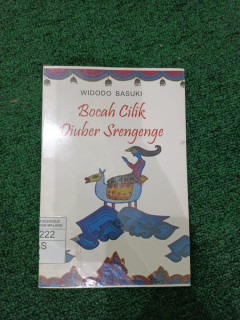 WIDODO BASUKI
Bocah Cilik
Diuber Srengenge
222
S